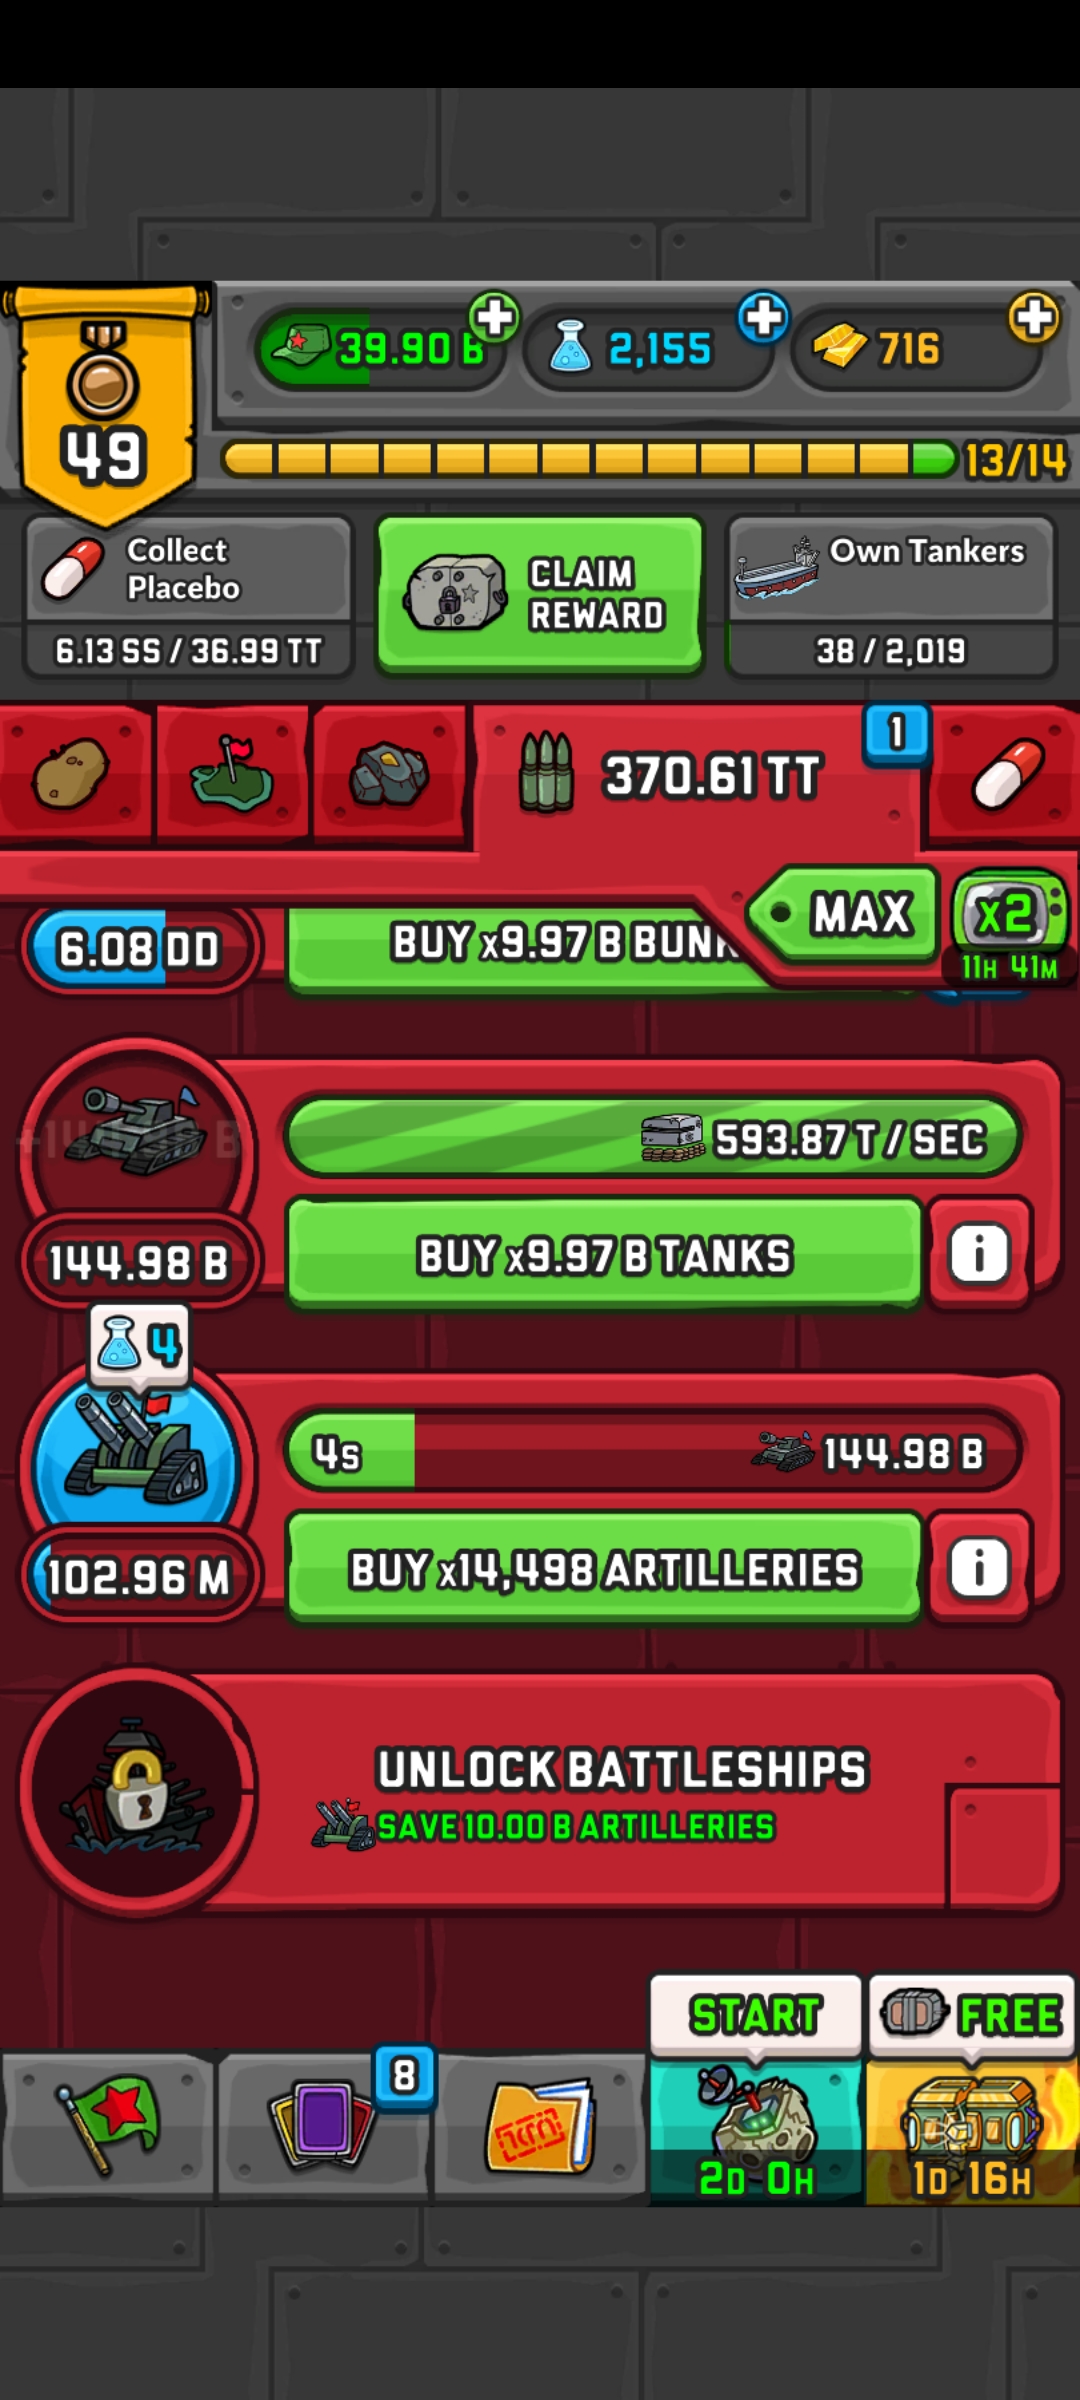 39.90 B
2,155
716
49
13/14
Collect
Placebo
6.13 SS / 36.99 TT
CLAIM
REWARD
Own Tankers
38 / 2,019
370.61 TT
1
MAX
x2
11H 41M
6.08 DD
BUY x9.97 B BUNK
593.87 T / SEC
144.98 B
BUY x9.97 B TANKS
4
4s
144.98 B
102.96 M
BUY x14,498 ARTILLERIES
UNLOCK BATTLESHIPS
SAVE 10.00 B ARTILLERIES
START
FREE
8
2D 0H
1D 16H